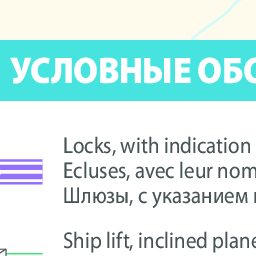 УСЛОВНЫЕ ОБО
Locks, with indication
Ecluses, avec leur nom
Шлюзы, с указанием
Ship lift, inclined plane